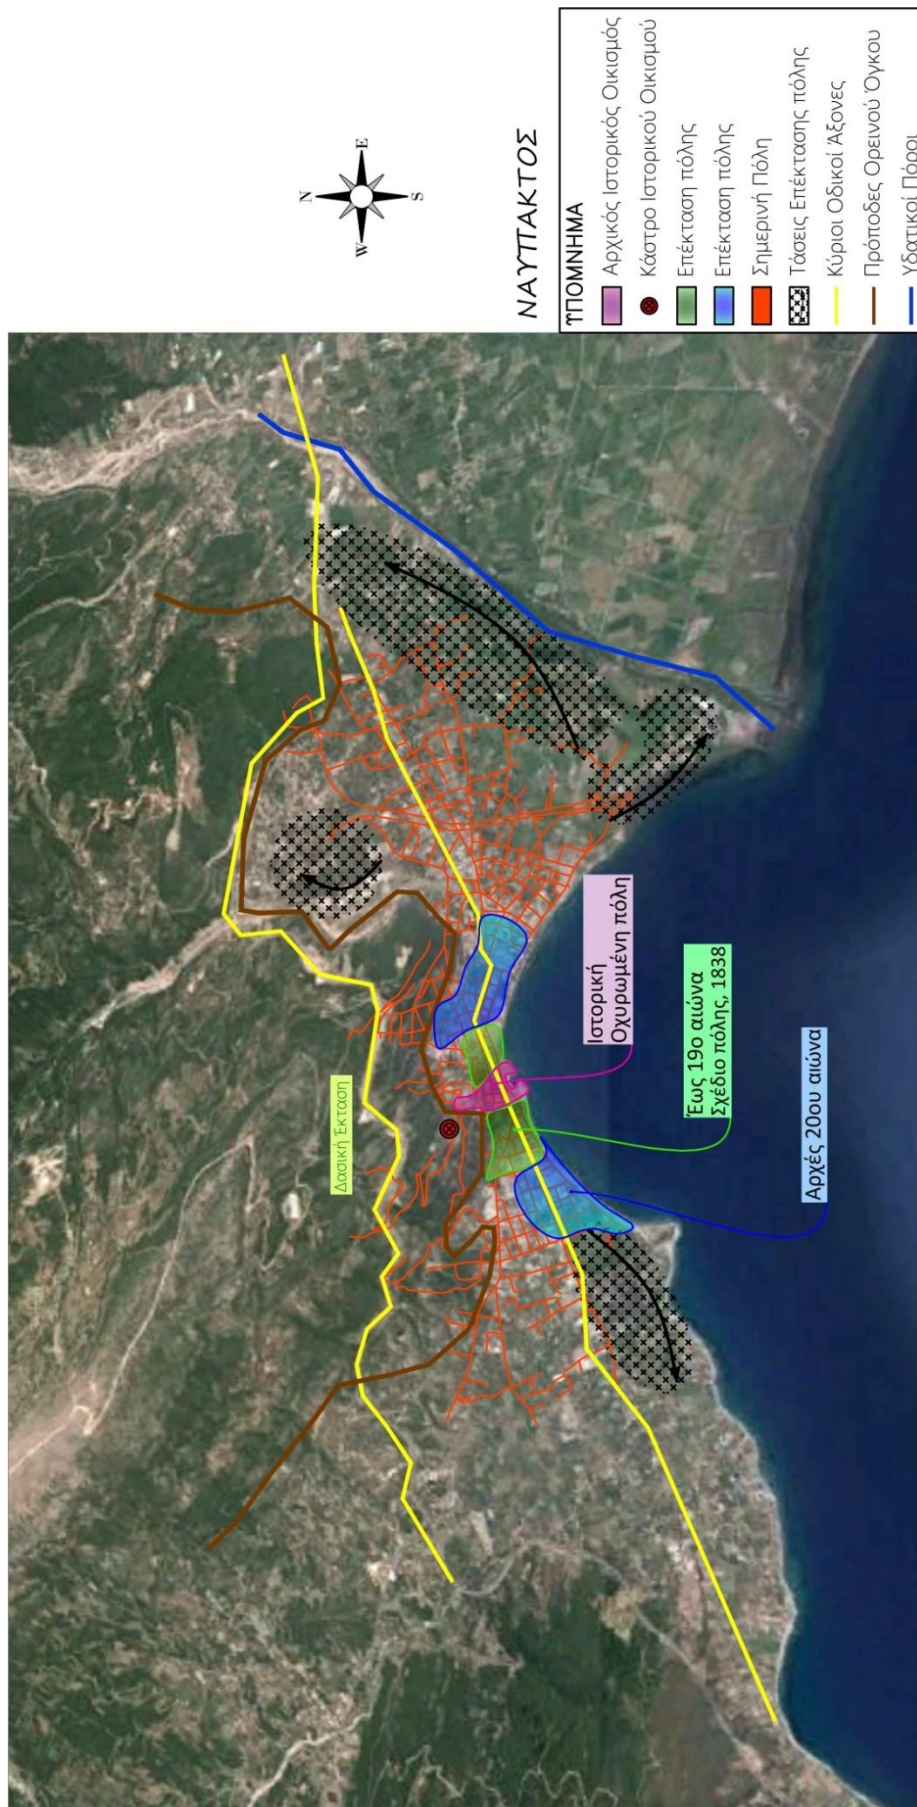 N
W
E
S
ΝΑΥΠΑΚΤΟΣ
ΥΠΟΜΝΗΜΑ
Αρχικός Ιστορικός Οικισμός
Κάστρο Ιστορικού Οικισμού
Επέκταση πόλης
Επέκταση πόλης
Σημερινή Πόλη
Τάσεις Επέκτασης πόλης
Κύριοι Οδικοί Άξονες
Πρόποδες Ορεινού Όγκου
Υδατικοί Πόροι
Δασική Έκταση
Ιστορική
Οχυρωμένη πόλη
Έως 19ο αιώνα
Σχέδιο πόλης, 1838
Αρχές 20ου αιώνα